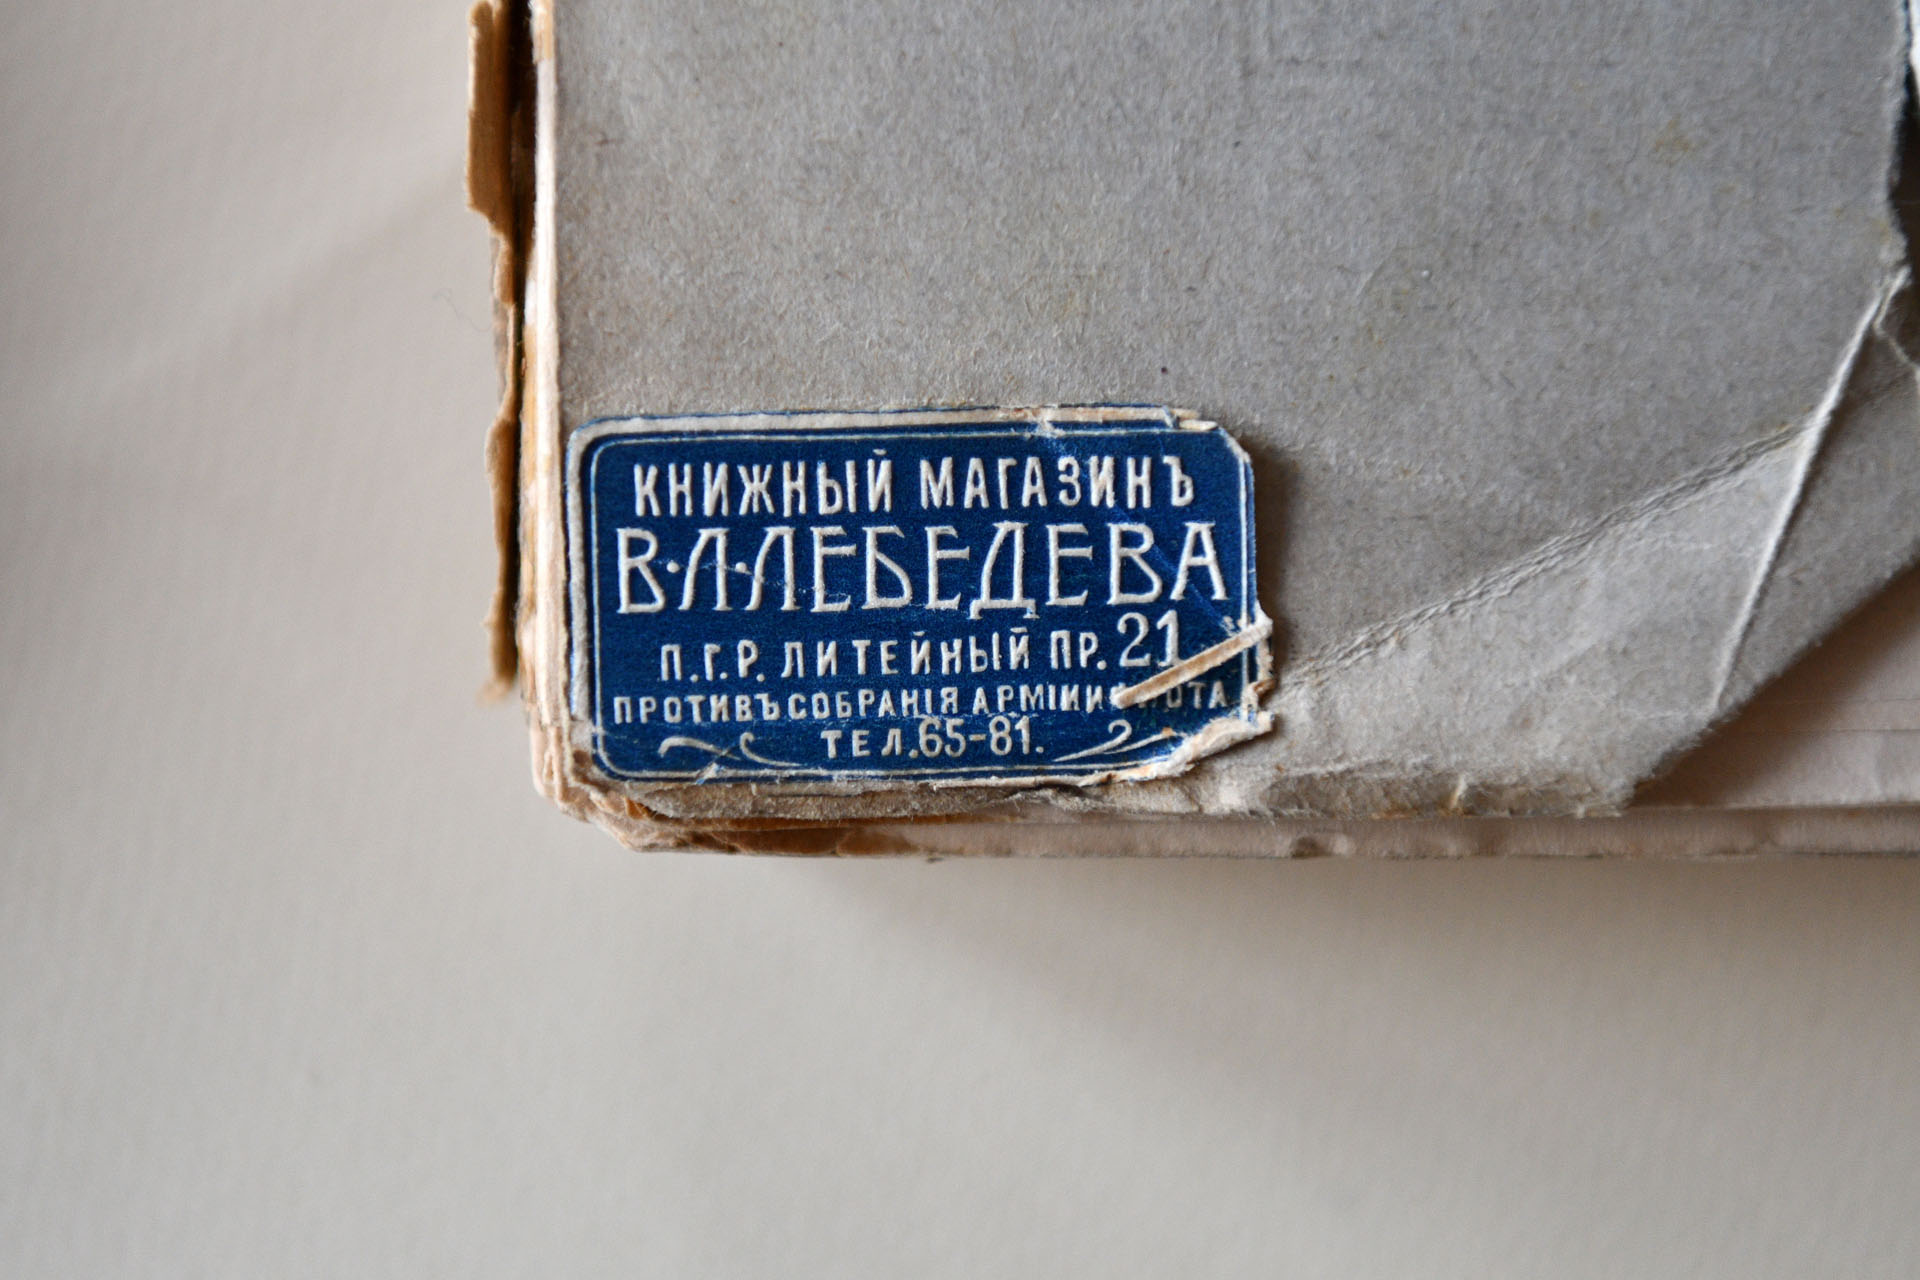 КНИЖНЫЙ МАГАЗИНЪ
В·Л·ЛЕБЕДЕВА
П.Г.Р. ЛИТЕЙНЫЙ ПР. 21
ПРОТИВЪ СОБРАНІЯ АРМІИ И
ТЕЛ. 65-81.